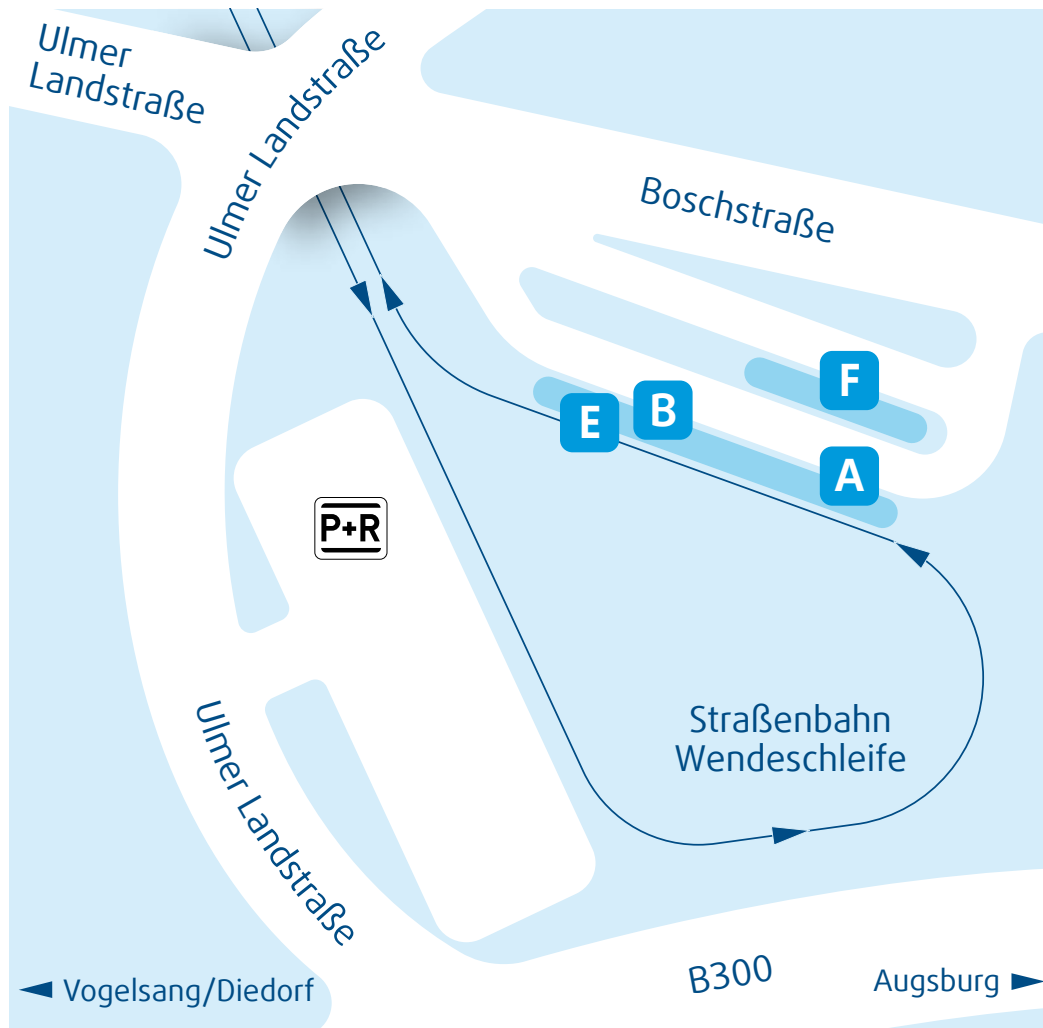 Ulmer
Landstraße
Ulmer Landstraße
Boschstraße
F
B
E
A
P+R
Straßenbahn
Wendeschleife
Ulmer Landstraße
B300
Vogelsang/Diedorf
Augsburg